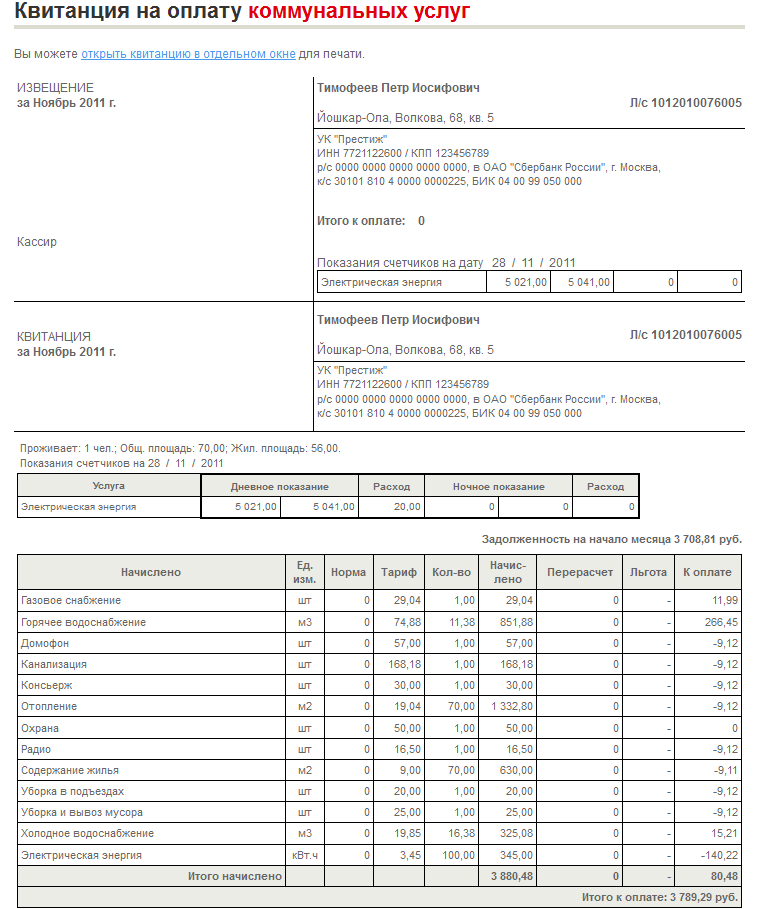 Квитанция на оплату коммунальных услуг
Вы можете открыть квитанцию в отдельном окне для печати.
ИЗВЕЩЕНИЕ
за Ноябрь 2011 г.
Тимофеев Петр Иосифович
Л/с 1012010076005
Йошкар-Ола, Волкова, 68, кв. 5
УК "Престиж"
ИНН 7721122600 / КПП 123456789
р/с 0000 0000 0000 0000 0000, в ОАО "Сбербанк России", г. Москва,
к/с 30101 810 4 0000 0000225, БИК 04 00 99 050 000
Итого к оплате: 0
Кассир
Показания счетчиков на дату 28 / 11 / 2011
Электрическая энергия 5 021,00 5 041,00 0 0
КВИТАНЦИЯ
за Ноябрь 2011 г.
Тимофеев Петр Иосифович
Л/с 1012010076005
Йошкар-Ола, Волкова, 68, кв. 5
УК "Престиж"
ИНН 7721122600 / КПП 123456789
р/с 0000 0000 0000 0000 0000, в ОАО "Сбербанк России", г. Москва,
к/с 30101 810 4 0000 0000225, БИК 04 00 99 050 000
Проживает: 1 чел.; Общ. площадь: 70,00; Жил. площадь: 56,00.
Показания счетчиков на 28 / 11 / 2011
Услуга Дневное показание Расход Ночное показание Расход
Электрическая энергия 5 021,00 5 041,00 20,00 0 0 0
Задолженность на начало месяца 3 708,81 руб.
Начислено Ед. изм. Норма Тариф Кол-во Начис-лено Перерасчет Льгота К оплате
Газовое снабжение шт 0 29,04 1,00 29,04 0 - 11,99
Горячее водоснабжение м3 0 74,88 11,38 851,88 0 - 266,45
Домофон шт 0 57,00 1,00 57,00 0 - -9,12
Канализация шт 0 168,18 1,00 168,18 0 - -9,12
Консьерж шт 0 30,00 1,00 30,00 0 - -9,12
Отопление м2 0 19,04 70,00 1 332,80 0 - -9,12
Охрана шт 0 50,00 1,00 50,00 0 - 0
Радио шт 0 16,50 1,00 16,50 0 - -9,12
Содержание жилья м2 0 9,00 70,00 630,00 0 - -9,11
Уборка в подъездах шт 0 20,00 1,00 20,00 0 - -9,12
Уборка и вывоз мусора шт 0 25,00 1,00 25,00 0 - -9,12
Холодное водоснабжение м3 0 19,85 16,38 325,08 0 - 15,21
Электрическая энергия кВт.ч 0 3,45 100,00 345,00 0 - -140,22
Итого начислено 3 880,48 0 - 80,48
Итого к оплате: 3 789,29 руб.